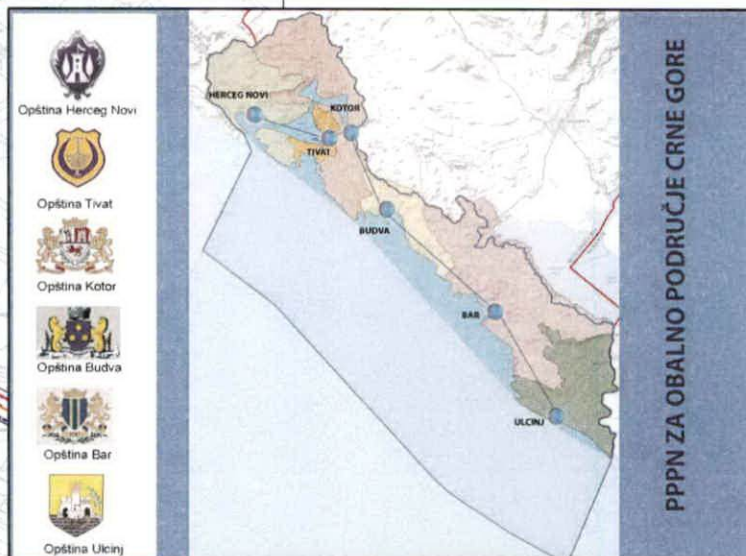 Opština Herceg Novi
Opština Tivat
Opština Kotor
Opština Budva
Opština Bar
Opština Ulcinj
HERCEG NOVI
KOTOR
TIVAT
BUDVA
BAR
ULCINJ
PPPN ZA OBALNO PODRUČJE CRNE GORE